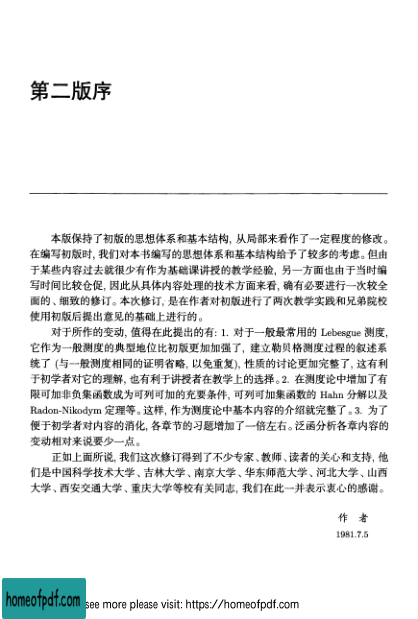 第二版序
本版保持了初版的思想体系和基本结构, 从局部来看作了一定程度的修改。
在编写初版时, 我们对本书编写的思想体系和基本结构给予了较多的考虑。但由
于某些内容过去就很少有作为基础课讲授的教学经验, 另一方面也由于当时编
写时间比较仓促, 因此从具体内容处理的技术方面来看, 确有必要进行一次较全
面的、细致的修订。本次修订, 是在作者对初版进行了两次教学实践和兄弟院校
使用初版后提出意见的基础上进行的。
对于所作的变动, 值得在此提出的有: 1. 对于一般最常用的 Lebesgue 测度,
它作为一般测度的典型地位比初版更加加强了, 建立勒贝格测度过程的叙述系
统了 (与一般测度相同的证明省略, 以免重复), 性质的讨论更加完整了, 这有利
于初学者对它的理解, 也有利于讲授者在教学上的选择。2. 在测度论中增加了有
限可加非负集函数成为可列可加的充要条件, 可列可加集函数的 Hahn 分解以及
Radon-Nikodym 定理等。这样, 作为测度论中基本内容的介绍就完整了。3. 为了
便于初学者对内容的消化, 各章节的习题增加了一倍左右。泛函分析各章内容的
变动相对来说要少一点。
正如上面所说, 我们这次修订得到了不少专家、教师、读者的关心和支持, 他
们是中国科学技术大学、吉林大学、南京大学、华东师范大学、河北大学、山西
大学、西安交通大学、重庆大学等校有关同志, 我们在此一并表示衷心的感谢。
作 者
1981.7.5
homeofpdf.com
see more please visit: https://homeofpdf.com